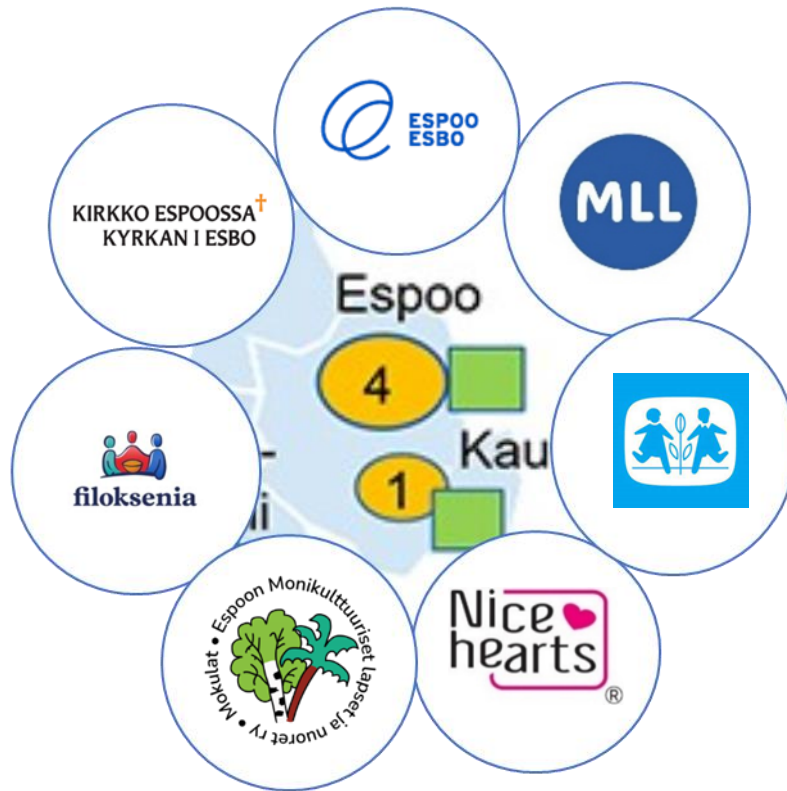 ESPOO
ESBO
MLL
KIRKKO ESPOOSSA
KYRKAN I ESBO
Espoo
4
Kau
1
filoksenia
Nice
hearts
®
Mokulat • Espoon Monikulttuuriset lapset ja nuoret ry •